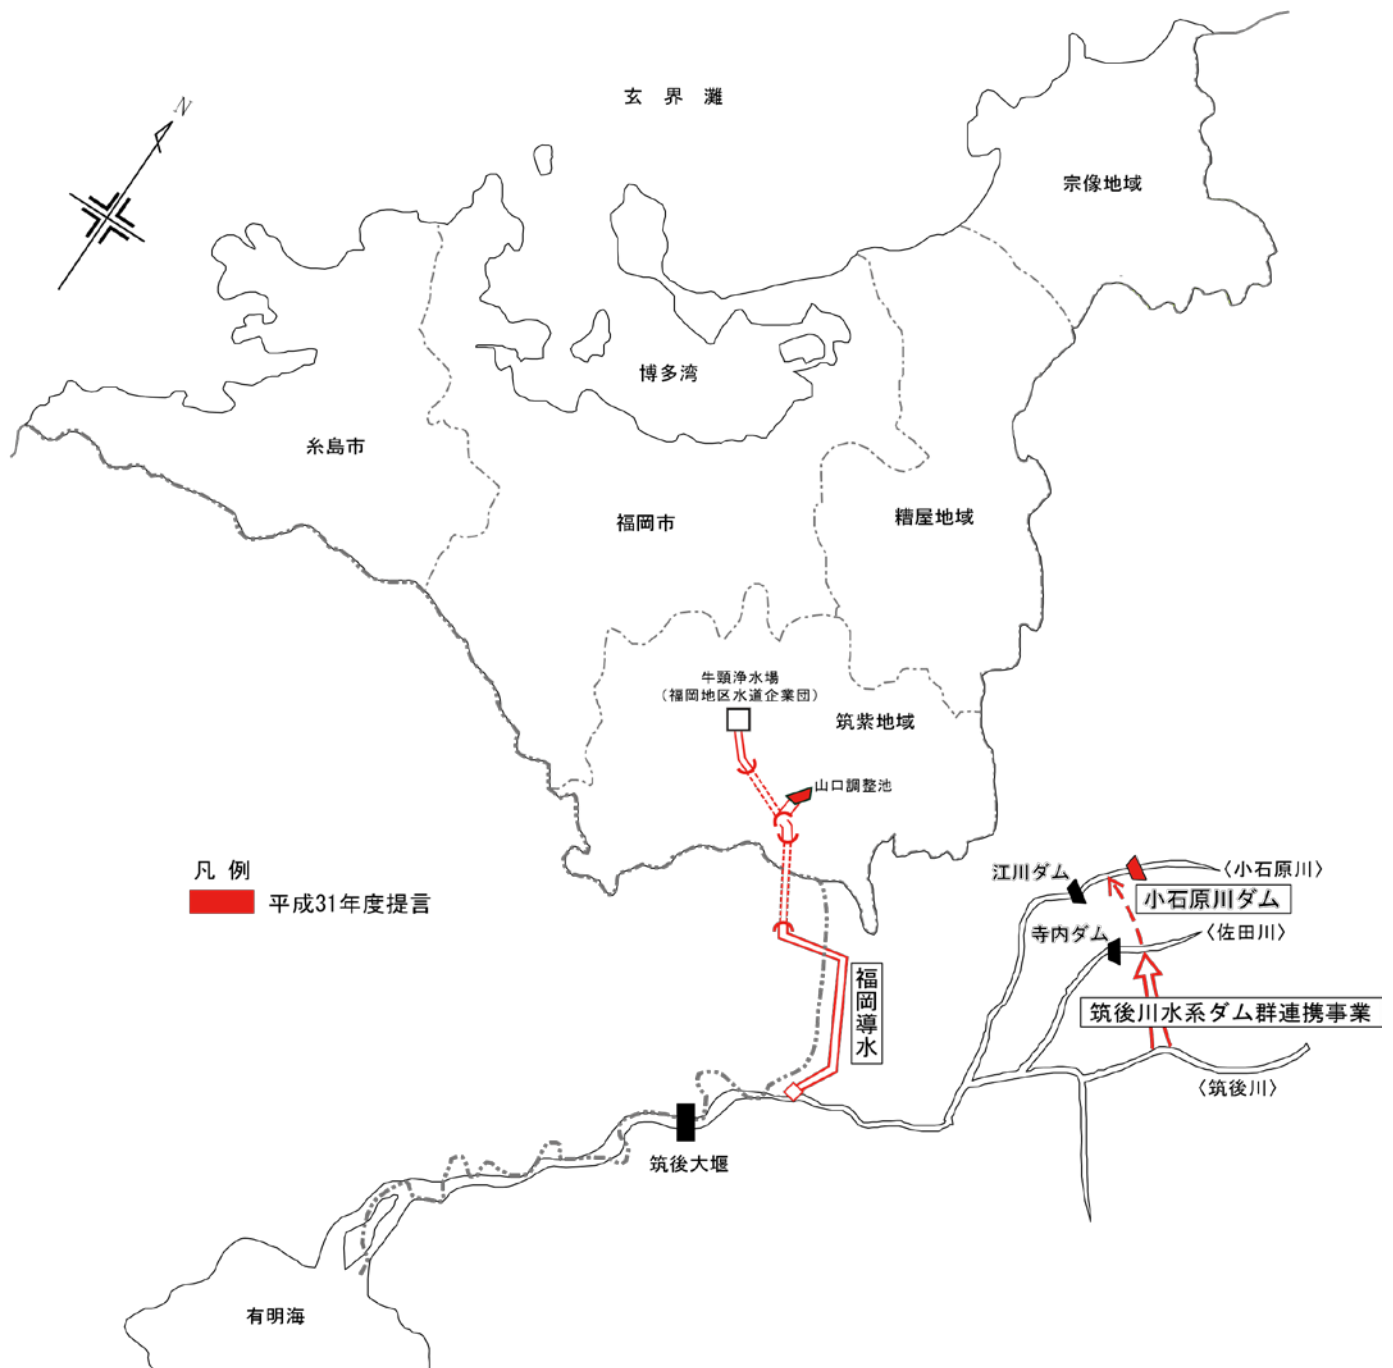 玄界灘
N
宗像地域
博多湾
糸島市
福岡市
糟屋地域
牛頸浄水場
(福岡地区水道企業団)
筑紫地域
山口調整池
凡例
平成31年度提言
江川ダム
〈小石原川〉
小石原川ダム
寺内ダム
〈佐田川〉
福岡導水
筑後川水系ダム群連携事業
〈筑後川〉
筑後大堰
有明海